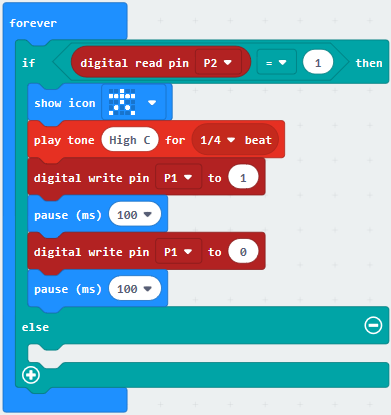 forever
if digital read pin P2 = 1 then
show icon
play tone High C for 1/4 beat
digital write pin P1 to 1
pause (ms) 100
digital write pin P1 to 0
pause (ms) 100
else